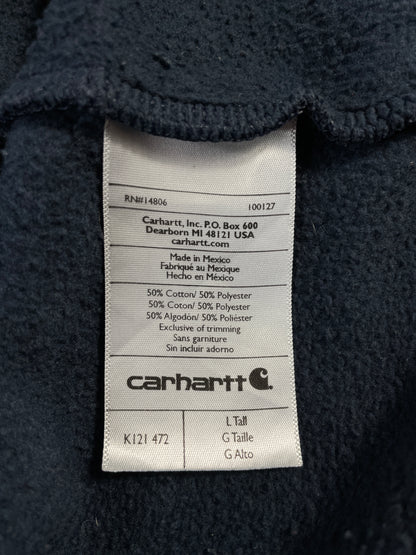 RN#14806 100127
Carhartt, Inc. P.O. Box 600
Dearborn MI 48121 USA
carhartt.com
Made in Mexico
Fabriqué au Mexique
Hecho en México
50% Cotton/ 50% Polyester
50% Coton/ 50% Polyester
50% Algodón/ 50% Poliéster
Exclusive of trimming
Sans garniture
Sin incluir adorno
carhartt
K121 472
L Tall
G Taille
G Alto